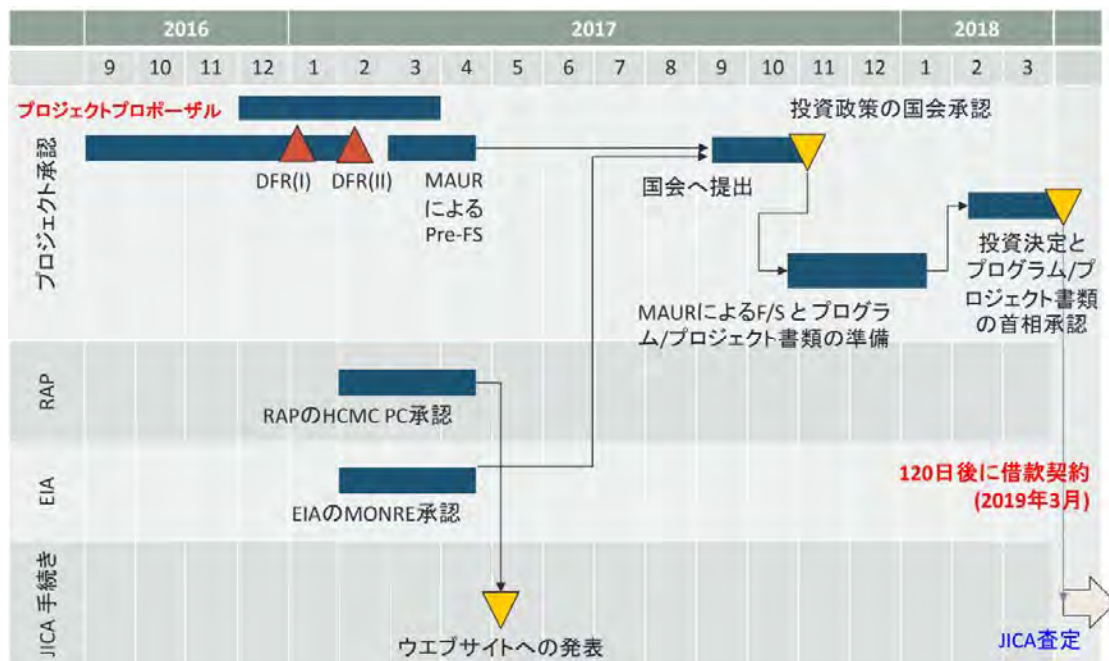 2016
2017
2018
9 10 11 12 1 2 3 4 5 6 7 8 9 10 11 12 1 2 3
プロジェクト承認
プロジェクトプロポーザル
DFR(I)
DFR(II)
MAUR
による
Pre-FS
投資政策の国会承認
国会へ提出
MAURによるF/S とプログラ
ム/プロジェクト書類の準備
投資決定と
プログラム/プ
ロジェクト書類
の首相承認
RAP
RAPのHCMC PC承認
EIA
EIAのMONRE承認
120日後に借款契約
(2019年3月)
JICA 手続き
ウエブサイトへの発表
JICA査定